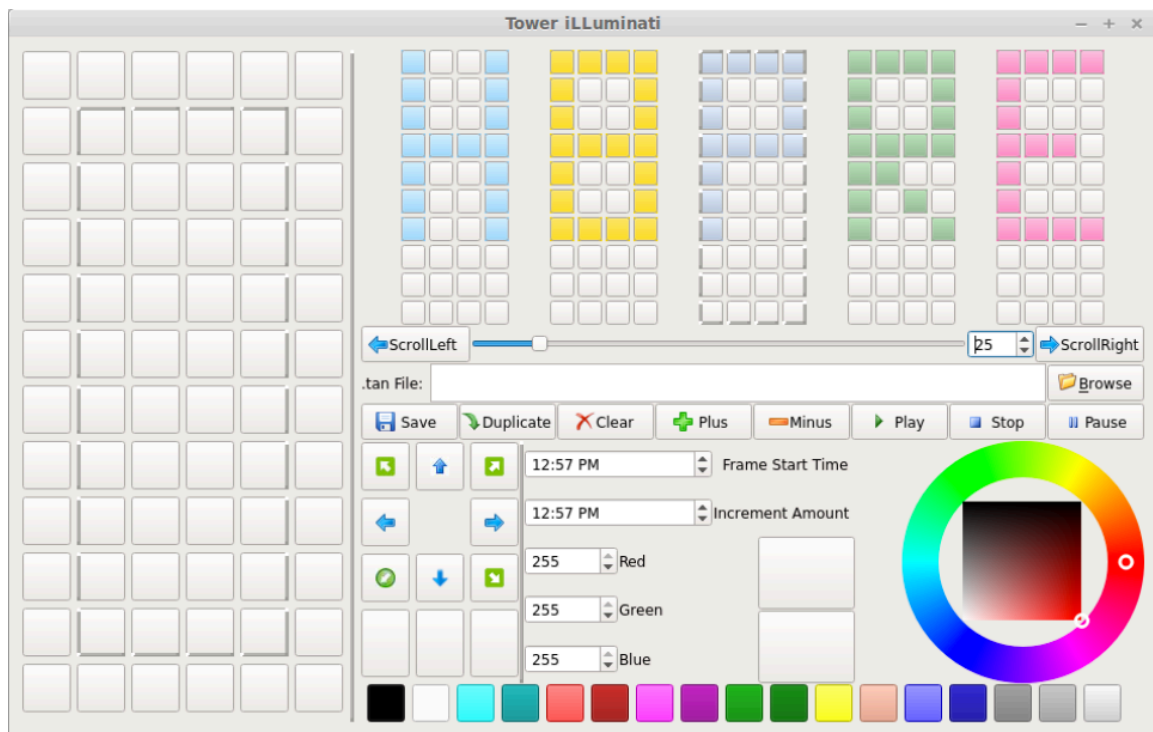 Tower iLLuminati
H P R E
ScrollLeft 25 ScrollRight
.tan File: Browse
Save Duplicate Clear Plus Minus Play Stop Pause
12:57 PM Frame Start Time
12:57 PM Increment Amount
255 Red
255 Green
255 Blue